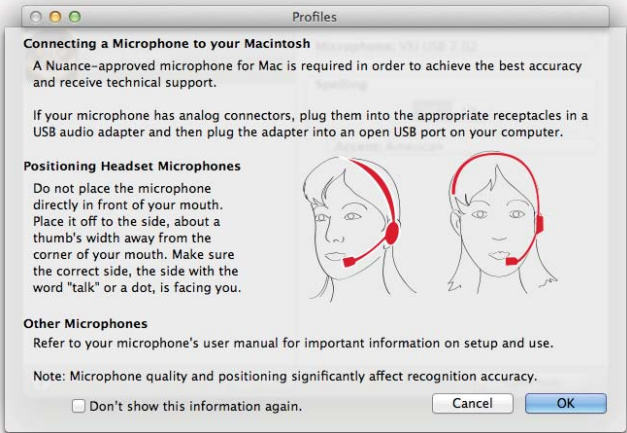 Profiles
Connecting a Microphone to your Macintosh
A Nuance-approved microphone for Mac is required in order to achieve the best accuracy
and receive technical support.
If your microphone has analog connectors, plug them into the appropriate receptacles in a
USB audio adapter and then plug the adapter into an open USB port on your computer.
Positioning Headset Microphones
Do not place the microphone
directly in front of your mouth.
Place it off to the side, about a
thumb's width away from the
corner of your mouth. Make sure
the correct side, the side with the
word "talk" or a dot, is facing you.
Other Microphones
Refer to your microphone's user manual for important information on setup and use.
Note: Microphone quality and positioning significantly affect recognition accuracy.
Don't show this information again.
Cancel
OK